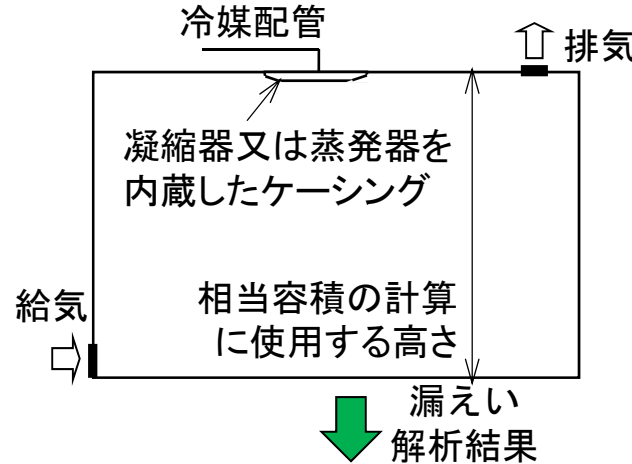 冷媒配管
排気
凝縮器又は蒸発器を
内蔵したケーシング
給気
相当容積の計算
に使用する高さ
漏えい
解析結果